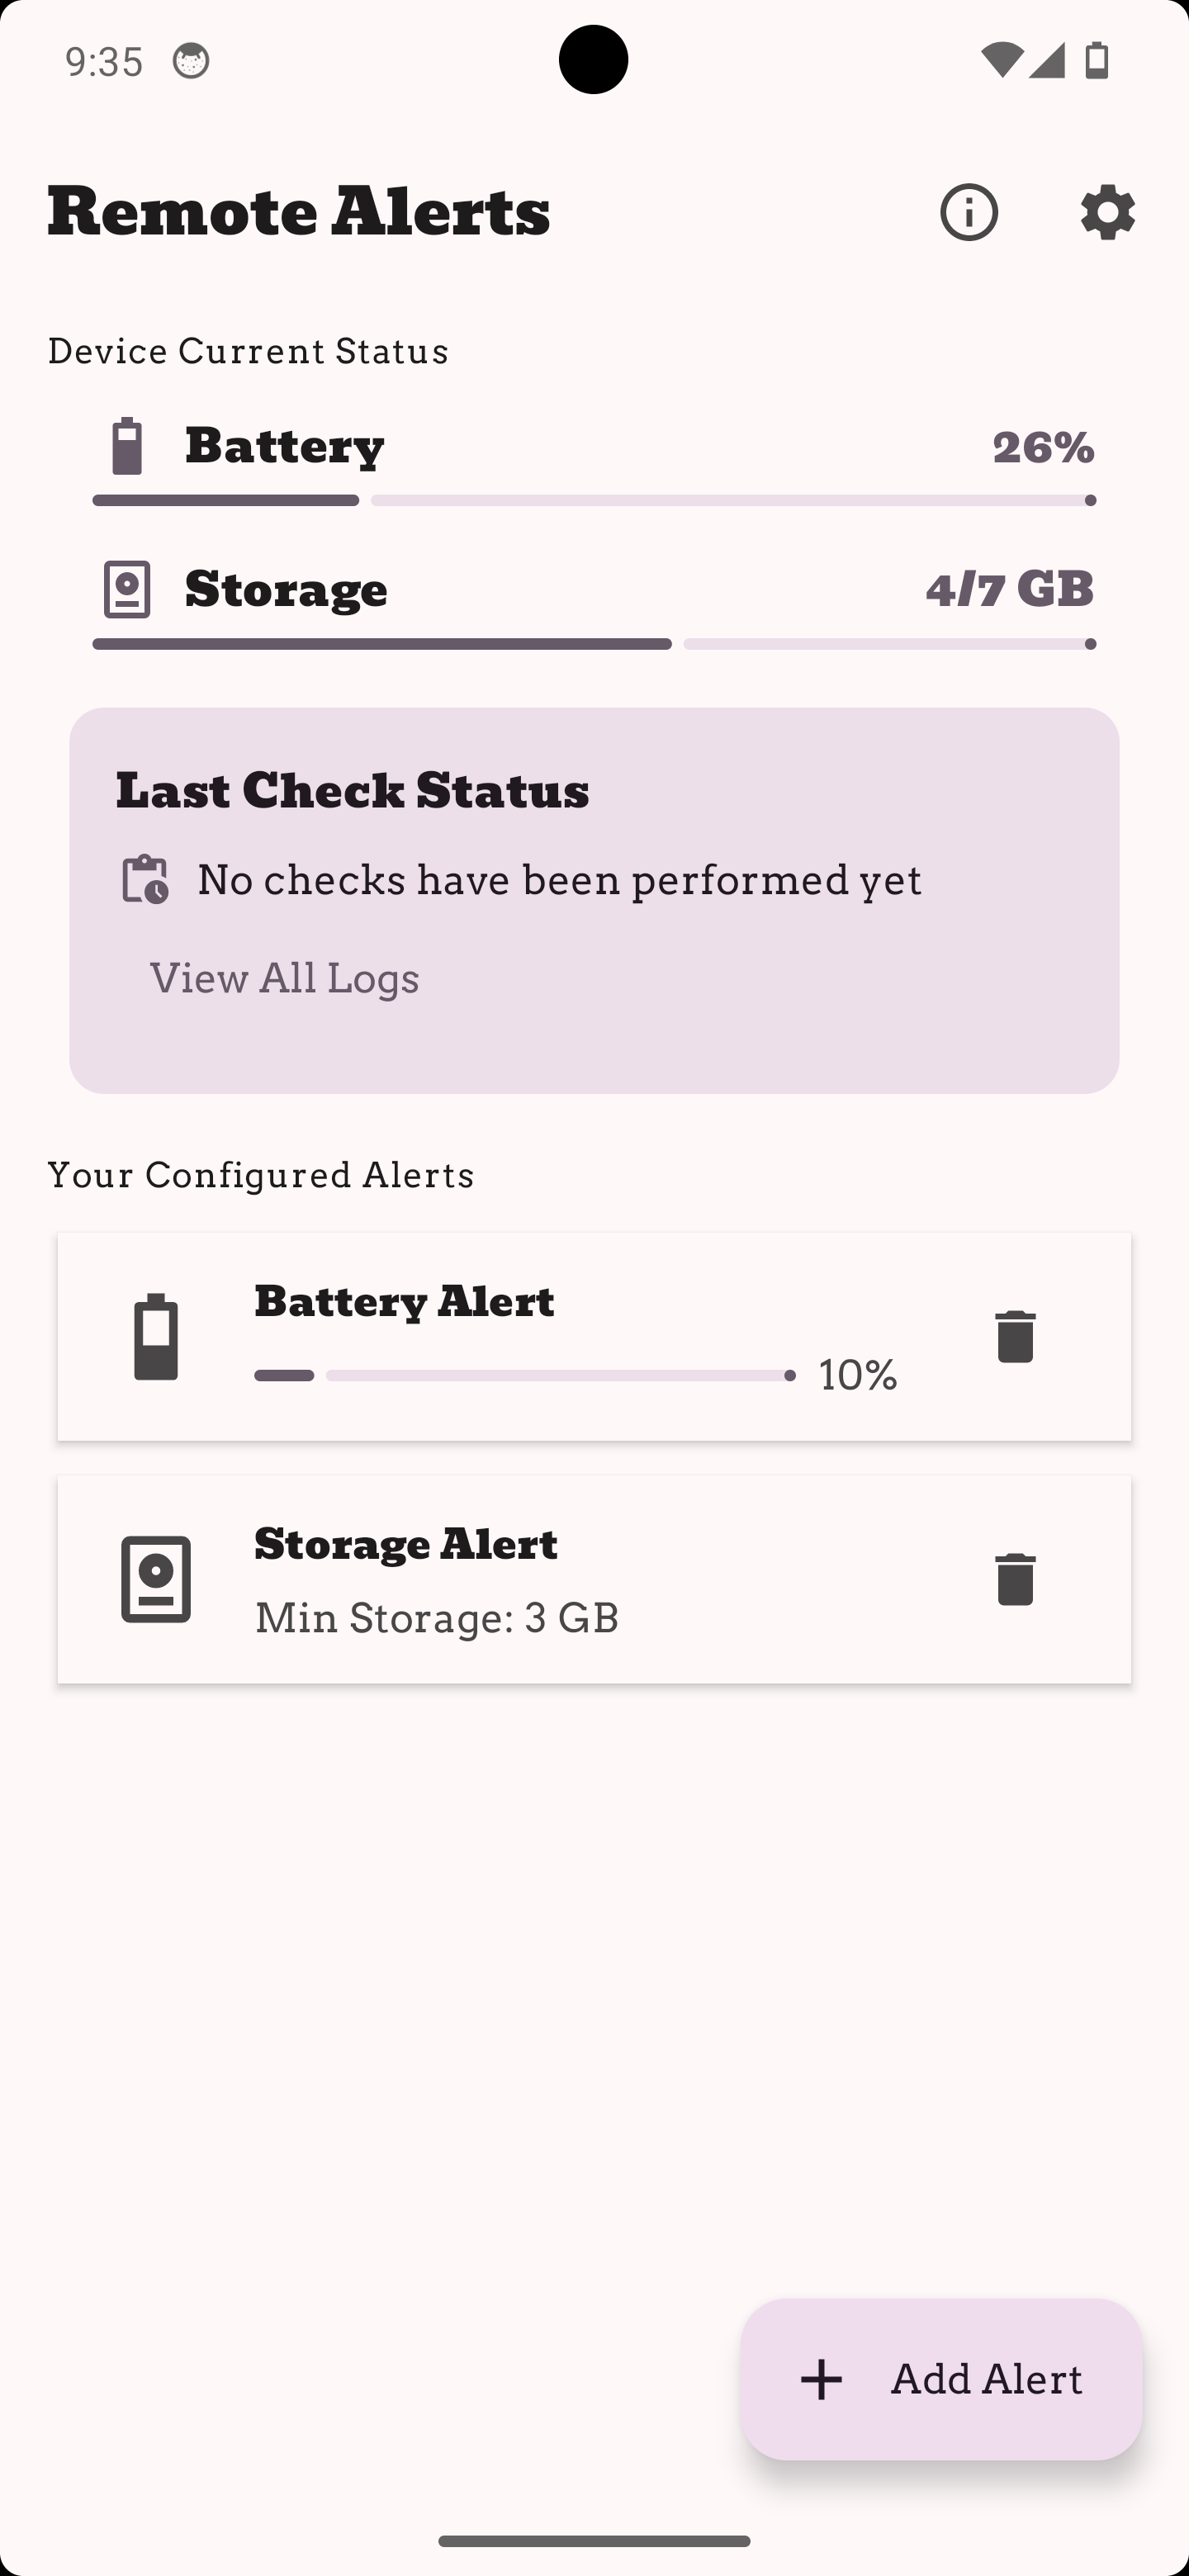 9:35
Remote Alerts
Device Current Status
Battery 26%
Storage 4/7 GB
Last Check Status
No checks have been performed yet
View All Logs
Your Configured Alerts
Battery Alert
10%
Storage Alert
Min Storage: 3 GB
Add Alert